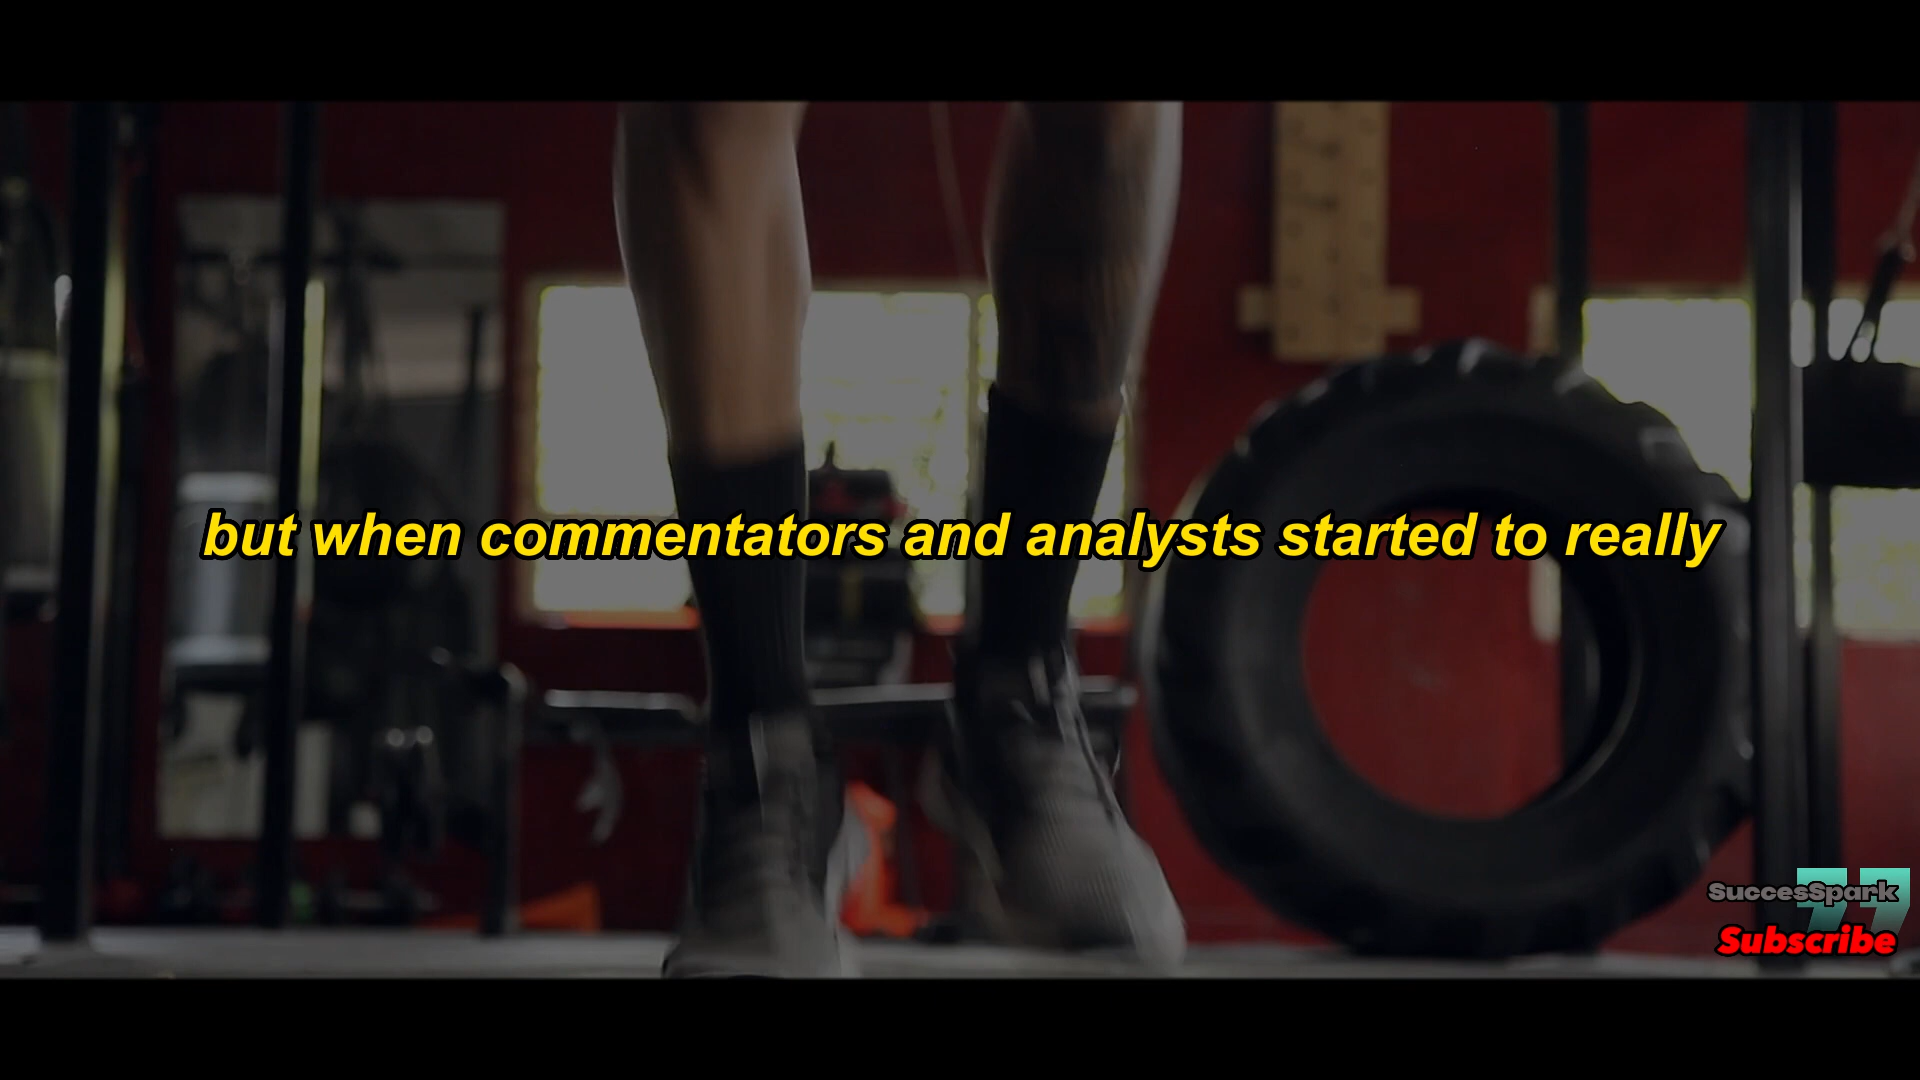 but when commentators and analysts started to really
SuccesSpark
Subscribe